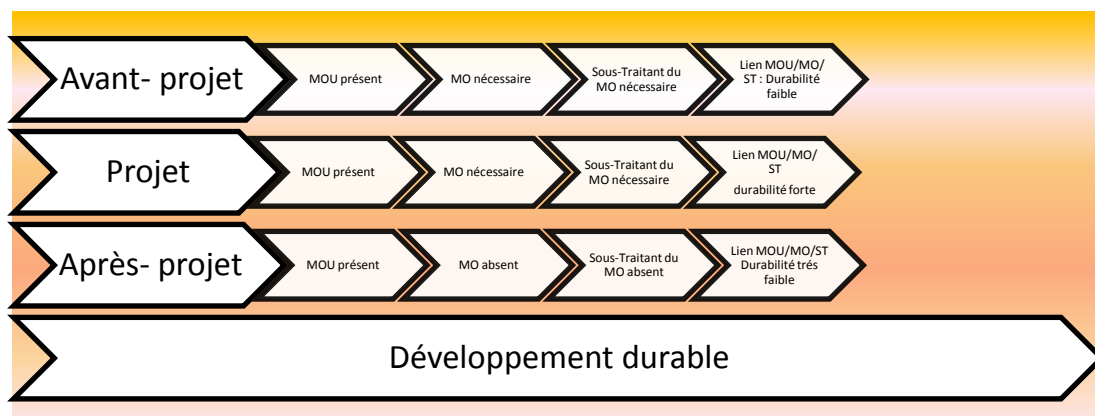 Avant- projet
MOU présent
MO nécessaire
Sous-Traitant du
MO nécessaire
Lien MOU/MO/
ST : Durabilité
faible
Projet
MOU présent
MO nécessaire
Sous-Traitant du
MO nécessaire
Lien MOU/MO/
ST
durabilité forte
Après- projet
MOU présent
MO absent
Sous-Traitant du
MO absent
Lien MOU/MO/ST
Durabilité trés
faible
Développement durable